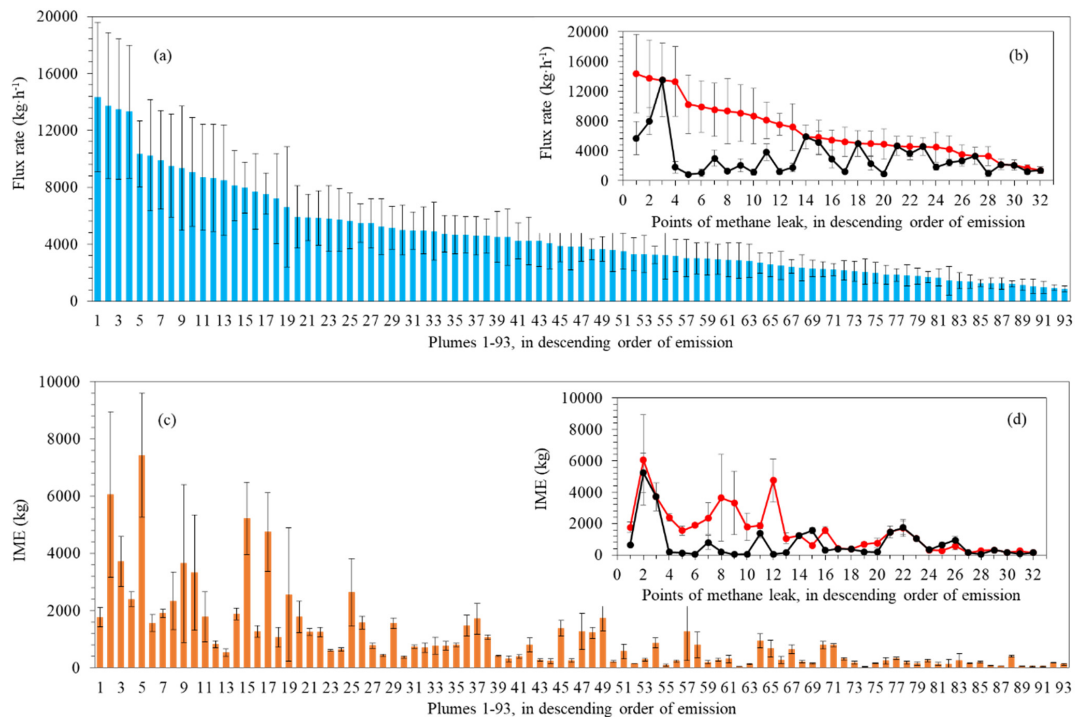 20000
16000
12000
8000
4000
0
Flux rate (kg·h⁻¹)
(a)
1 3 5 7 9 11 13 15 17 19 21 23 25 27 29 31 33 35 37 39 41 43 45 47 49 51 53 55 57 59 61 63 65 67 69 71 73 75 77 79 81 83 85 87 89 91 93
Plumes 1-93, in descending order of emission
20000
16000
12000
8000
4000
0
Flux rate (kg·h⁻¹)
(b)
0 2 4 6 8 10 12 14 16 18 20 22 24 26 28 30 32
Points of methane leak, in descending order of emission
10000
8000
6000
4000
2000
0
IME (kg)
(c)
1 3 5 7 9 11 13 15 17 19 21 23 25 27 29 31 33 35 37 39 41 43 45 47 49 51 53 55 57 59 61 63 65 67 69 71 73 75 77 79 81 83 85 87 89 91 93
Plumes 1-93, in descending order of emission
10000
8000
6000
4000
2000
0
IME (kg)
(d)
0 2 4 6 8 10 12 14 16 18 20 22 24 26 28 30 32
Points of methane leak, in descending order of emission